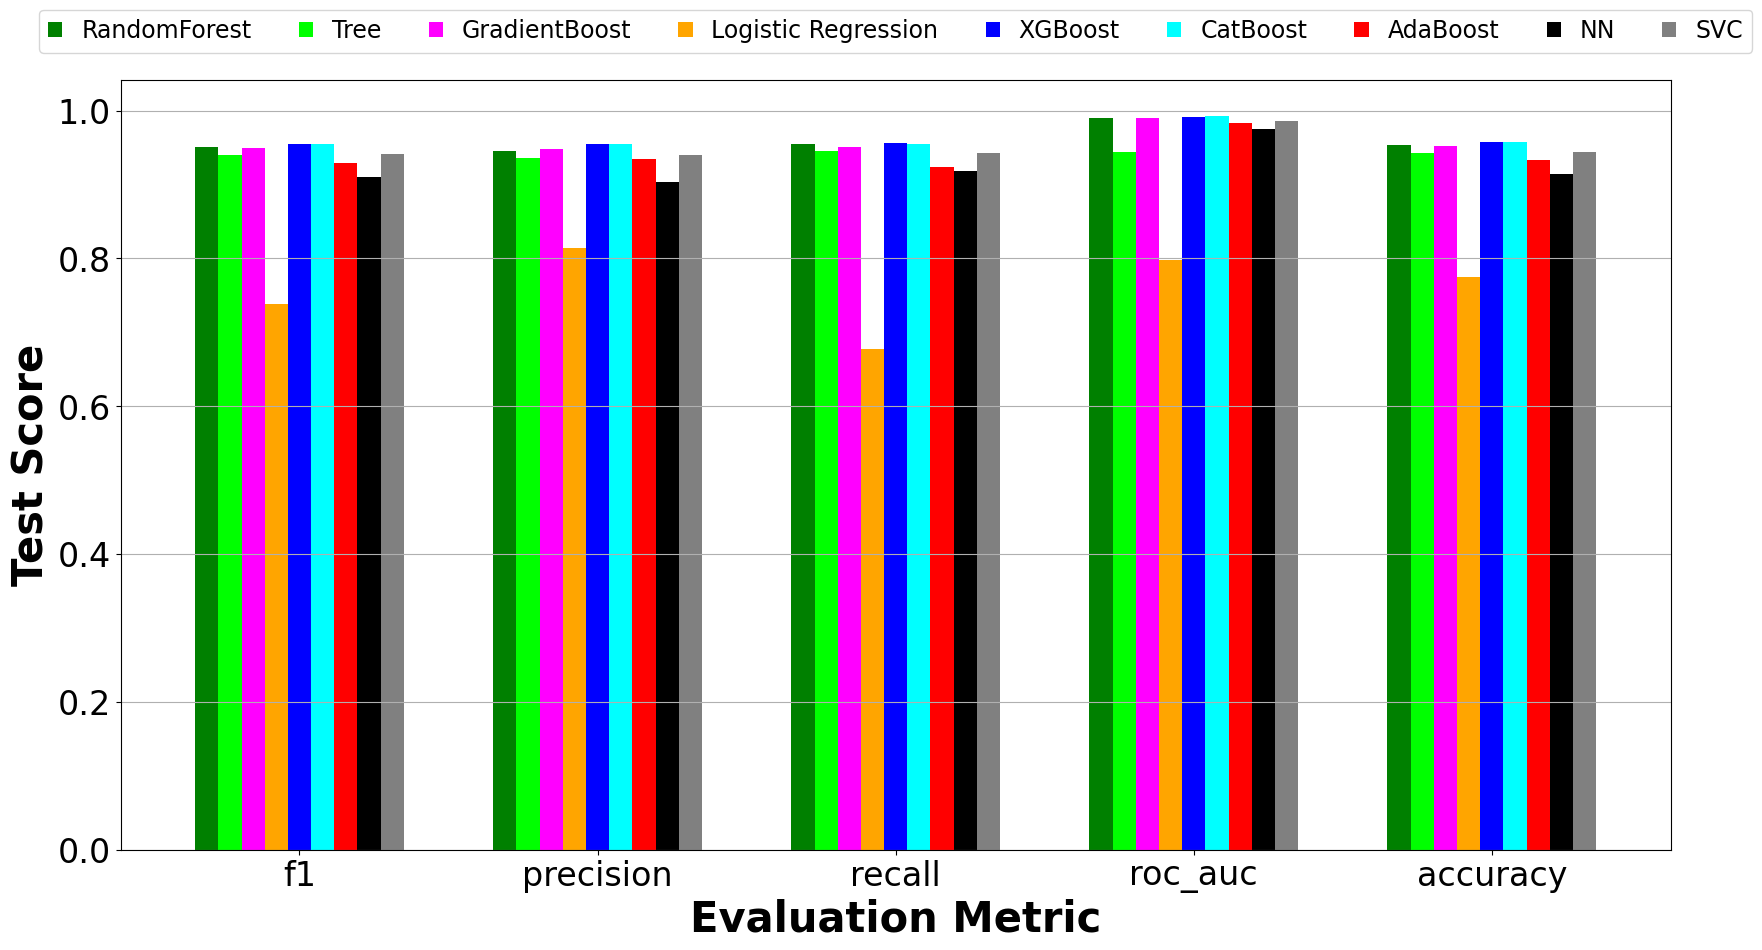 RandomForest Tree GradientBoost Logistic Regression XGBoost CatBoost AdaBoost NN SVC
1.0
0.8
0.6
0.4
0.2
0.0
Test Score
f1 precision recall roc_auc accuracy
Evaluation Metric